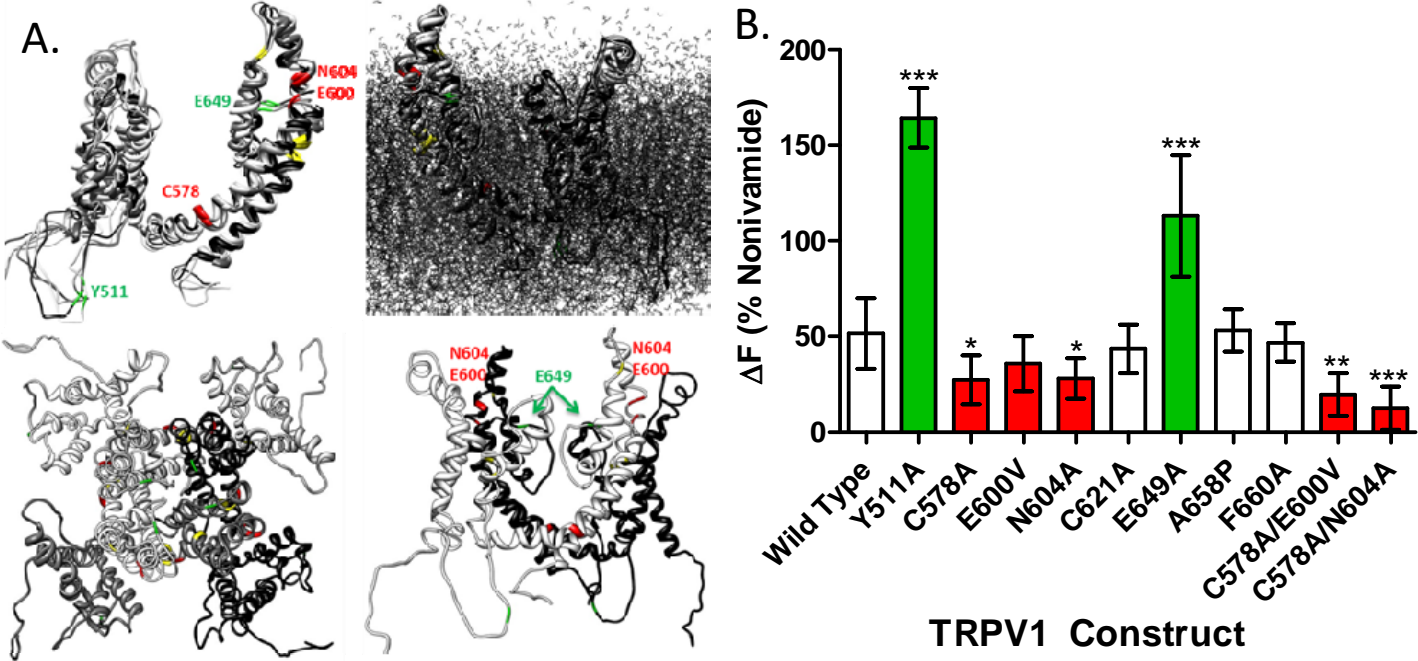 A.
N604
E600
E649
C578
Y511
N604
E600
E649
N604
E600
B.
ΔF (% Nonivamide)
200
150
100
50
0
***
*
*
***
**
***
Wild Type
Y511A
C578A
E600V
N604A
C621A
E649A
A658P
F660A
C578A/E600V
C578A/N604A
TRPV1 Construct